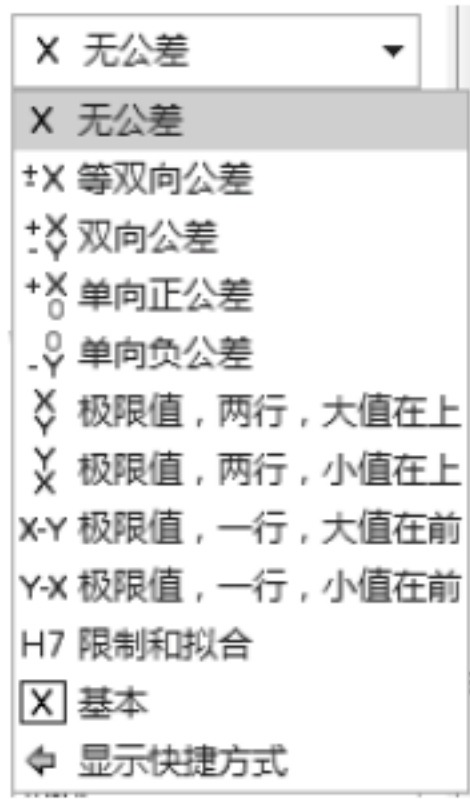 X 无公差
X 无公差
±X 等双向公差
+X -Y 双向公差
+X 0 单向正公差
0 -Y 单向负公差
X Y 极限值，两行，大值在上
Y X 极限值，两行，小值在上
X-Y 极限值，一行，大值在前
Y-X 极限值，一行，小值在前
H7 限制和拟合
X 基本
显示快捷方式